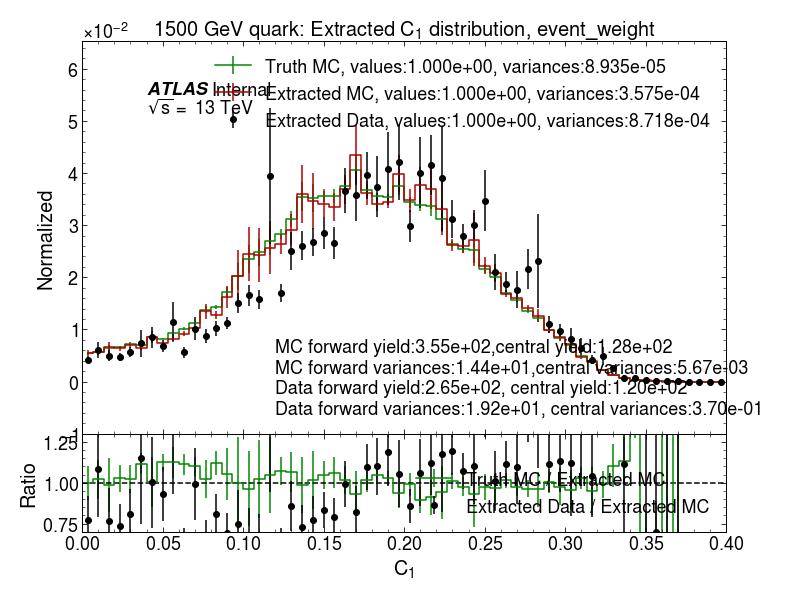 ×10⁻²
1500 GeV quark: Extracted C₁ distribution, event_weight
Truth MC, values:1.000e+00, variances:8.935e-05
ATLAS Internal
Extracted MC, values:1.000e+00, variances:3.575e-04
√s = 13 TeV
Extracted Data, values:1.000e+00, variances:8.718e-04
6
5
4
3
2
1
0
1
Normalized
MC forward yield:3.55e+02,central yield:1.28e+02
MC forward variances:1.44e+01,central variances:5.67e-03
Data forward yield:2.65e+02, central yield:1.20e+02
Data forward variances:1.92e+01, central variances:3.70e-01
1.25
1.00
0.75
Ratio
Truth MC / Extracted MC
Extracted Data / Extracted MC
0.00 0.05 0.10 0.15 0.20 0.25 0.30 0.35 0.40
C₁